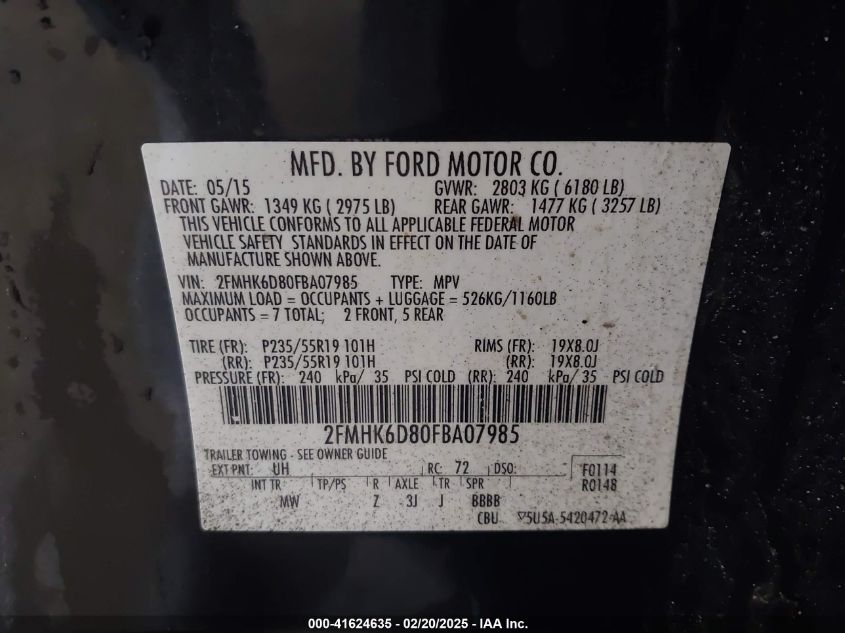 MFD. BY FORD MOTOR CO.
DATE: 05/15 GVWR: 2803 KG ( 6180 LB)
FRONT GAWR: 1349 KG ( 2975 LB) REAR GAWR: 1477 KG ( 3257 LB)
THIS VEHICLE CONFORMS TO ALL APPLICABLE FEDERAL MOTOR
VEHICLE SAFETY STANDARDS IN EFFECT ON THE DATE OF
MANUFACTURE SHOWN ABOVE.
VIN: 2FMHK6D80FBA07985 TYPE: MPV
MAXIMUM LOAD = OCCUPANTS + LUGGAGE = 526KG/1160LB
OCCUPANTS = 7 TOTAL; 2 FRONT, 5 REAR
TIRE (FR): P235/55R19 101H RIMS (FR): 19X8.0J
(RR): P235/55R19 101H (RR): 19X8.0J
PRESSURE (FR): 240 kPa/ 35 PSI COLD (RR): 240 kPa/ 35 PSI COLD
2FMHK6D80FBA07985
TRAILER TOWING - SEE OWNER GUIDE
EXT PNT: UH RC: 72 DSO: F0114
INT TR TP/PS R AXLE TR SPR R0148
MW Z 3J J BBBB
CBU 5U5A-5420472-AA
000-41624635 - 02/20/2025 - IAA Inc.